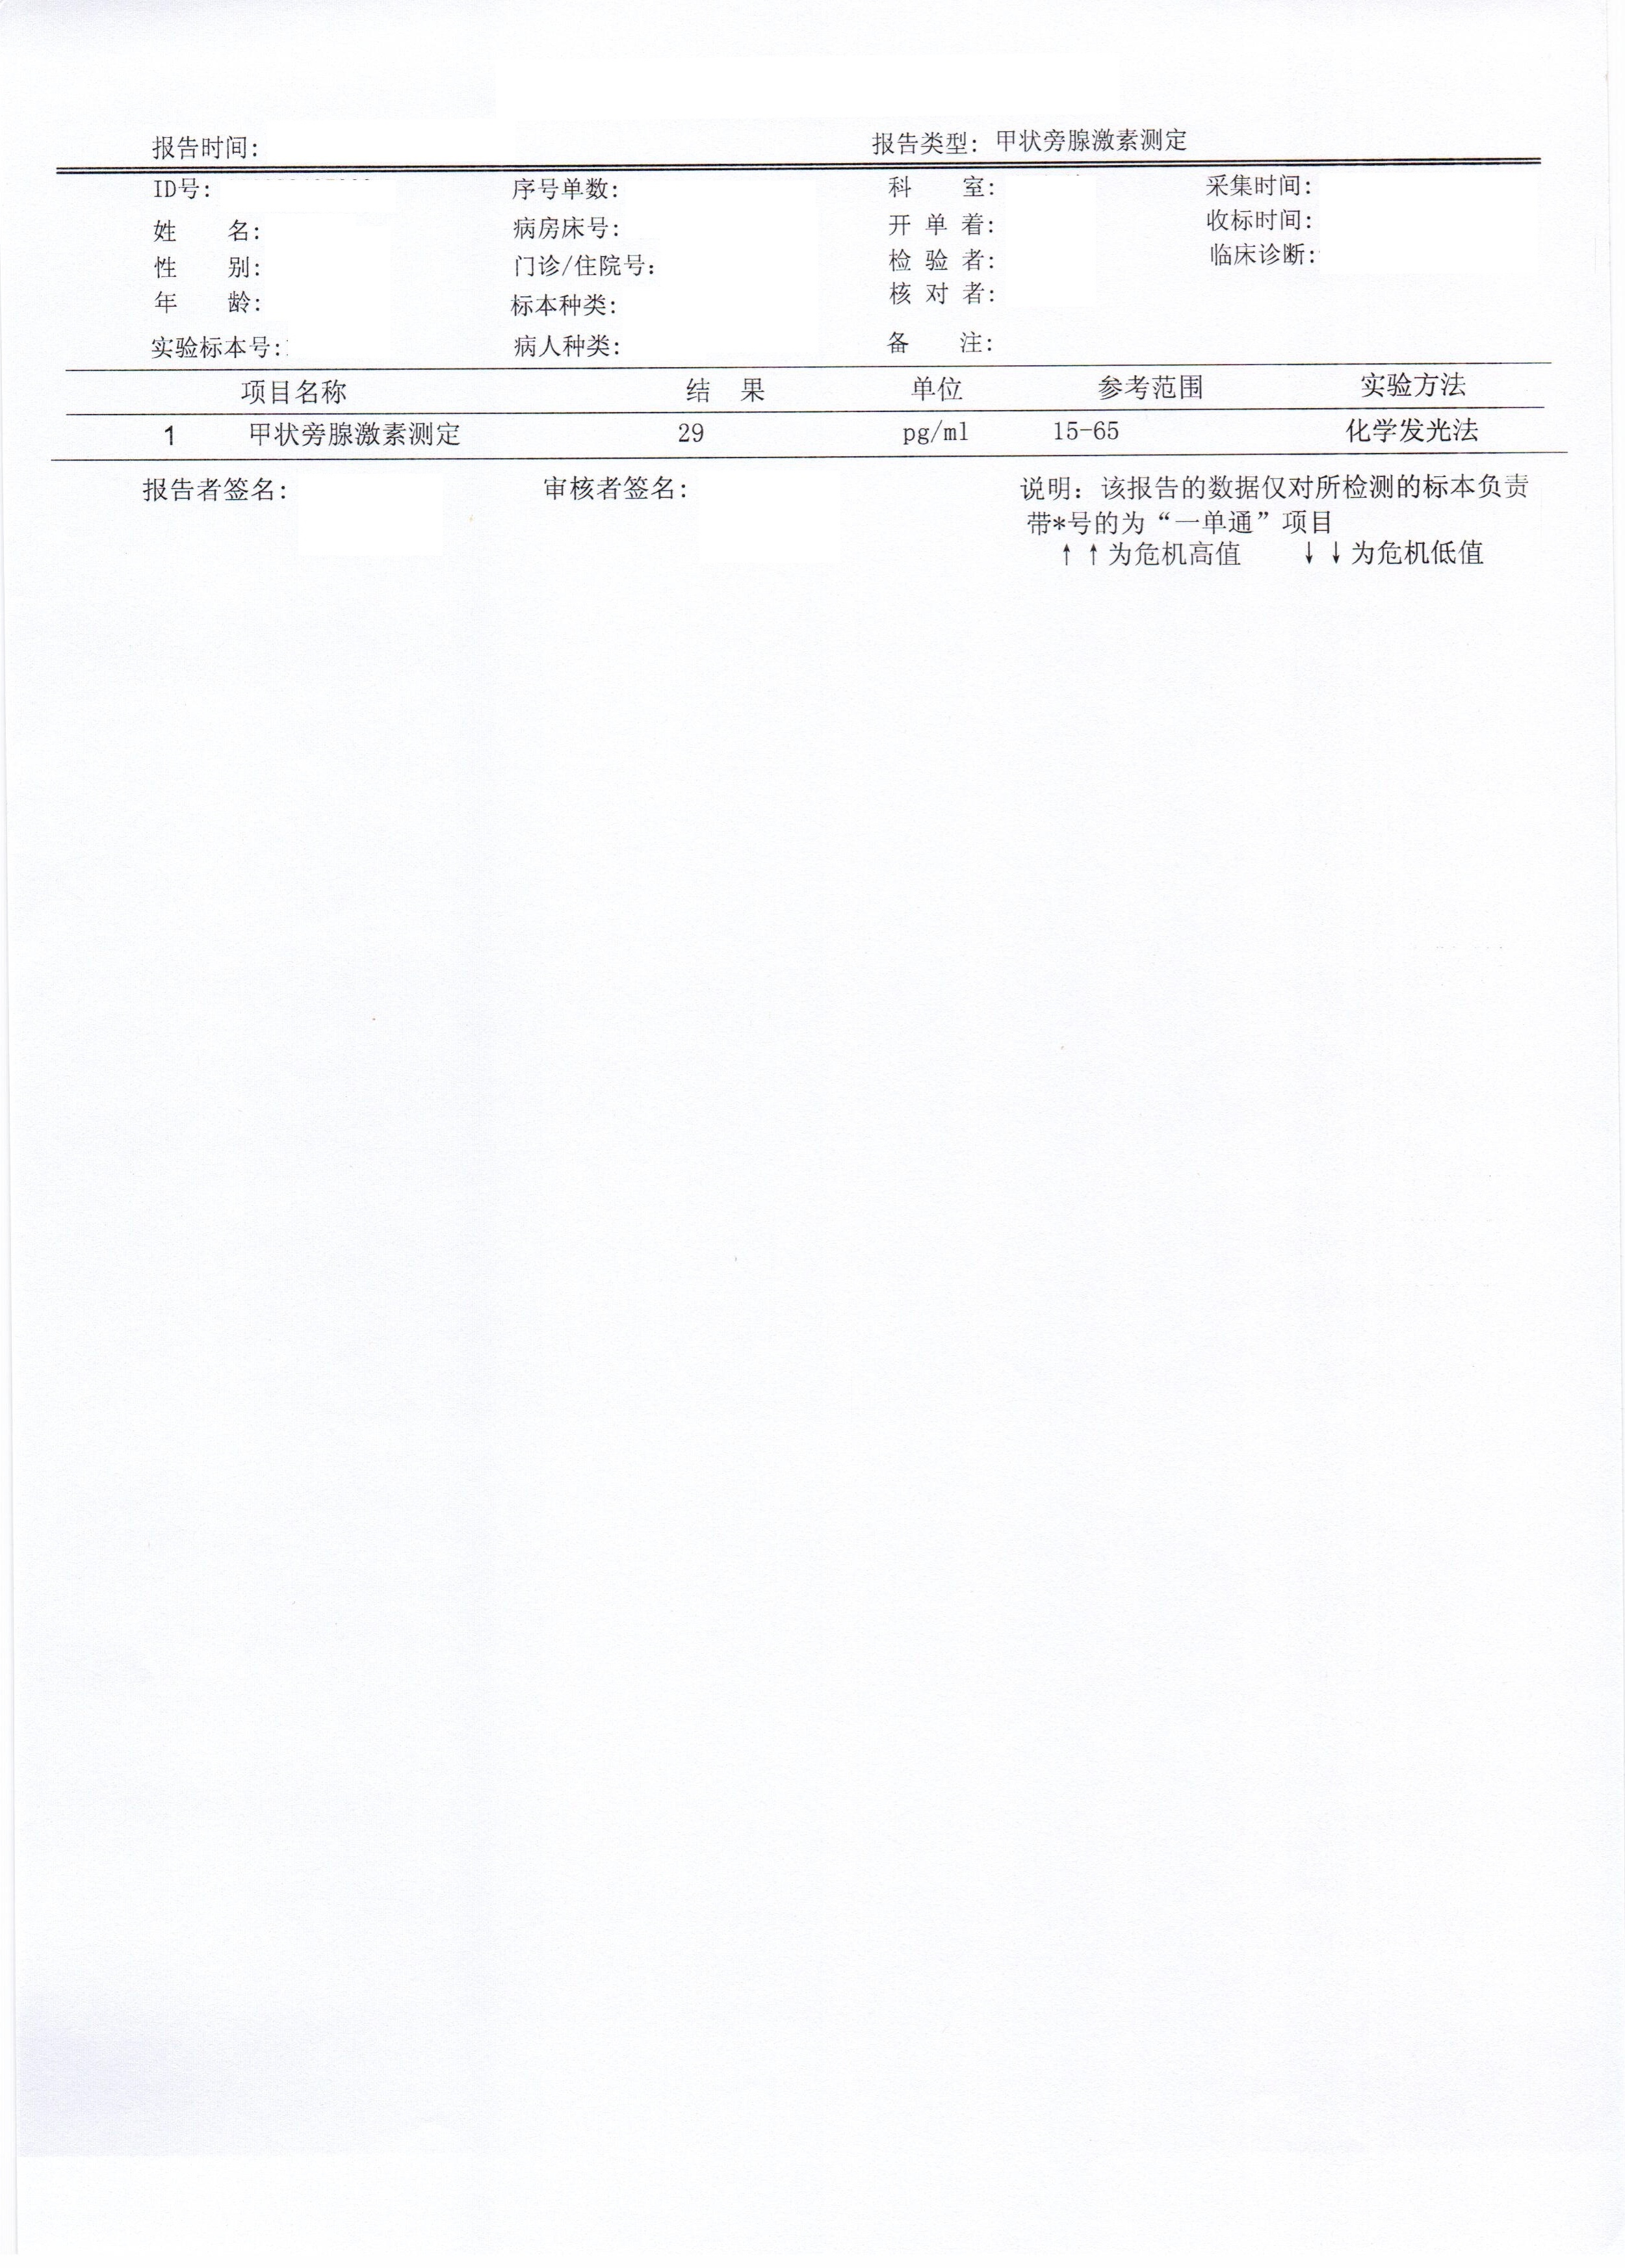 报告时间: 报告类型: 甲状旁腺激素测定
ID号: 序号单数: 科 室: 采集时间:
姓 名: 病房床号: 开 单 着: 收标时间:
性 别: 门诊/住院号: 检 验 者: 临床诊断:
年 龄: 标本种类: 核 对 者:
实验标本号: 病人种类: 备 注:
项目名称 结 果 单位 参考范围 实验方法
1 甲状旁腺激素测定 29 pg/ml 15-65 化学发光法
报告者签名: 审核者签名: 说明: 该报告的数据仅对所检测的标本负责
带*号的为“一单通”项目
↑↑为危机高值 ↓↓为危机低值